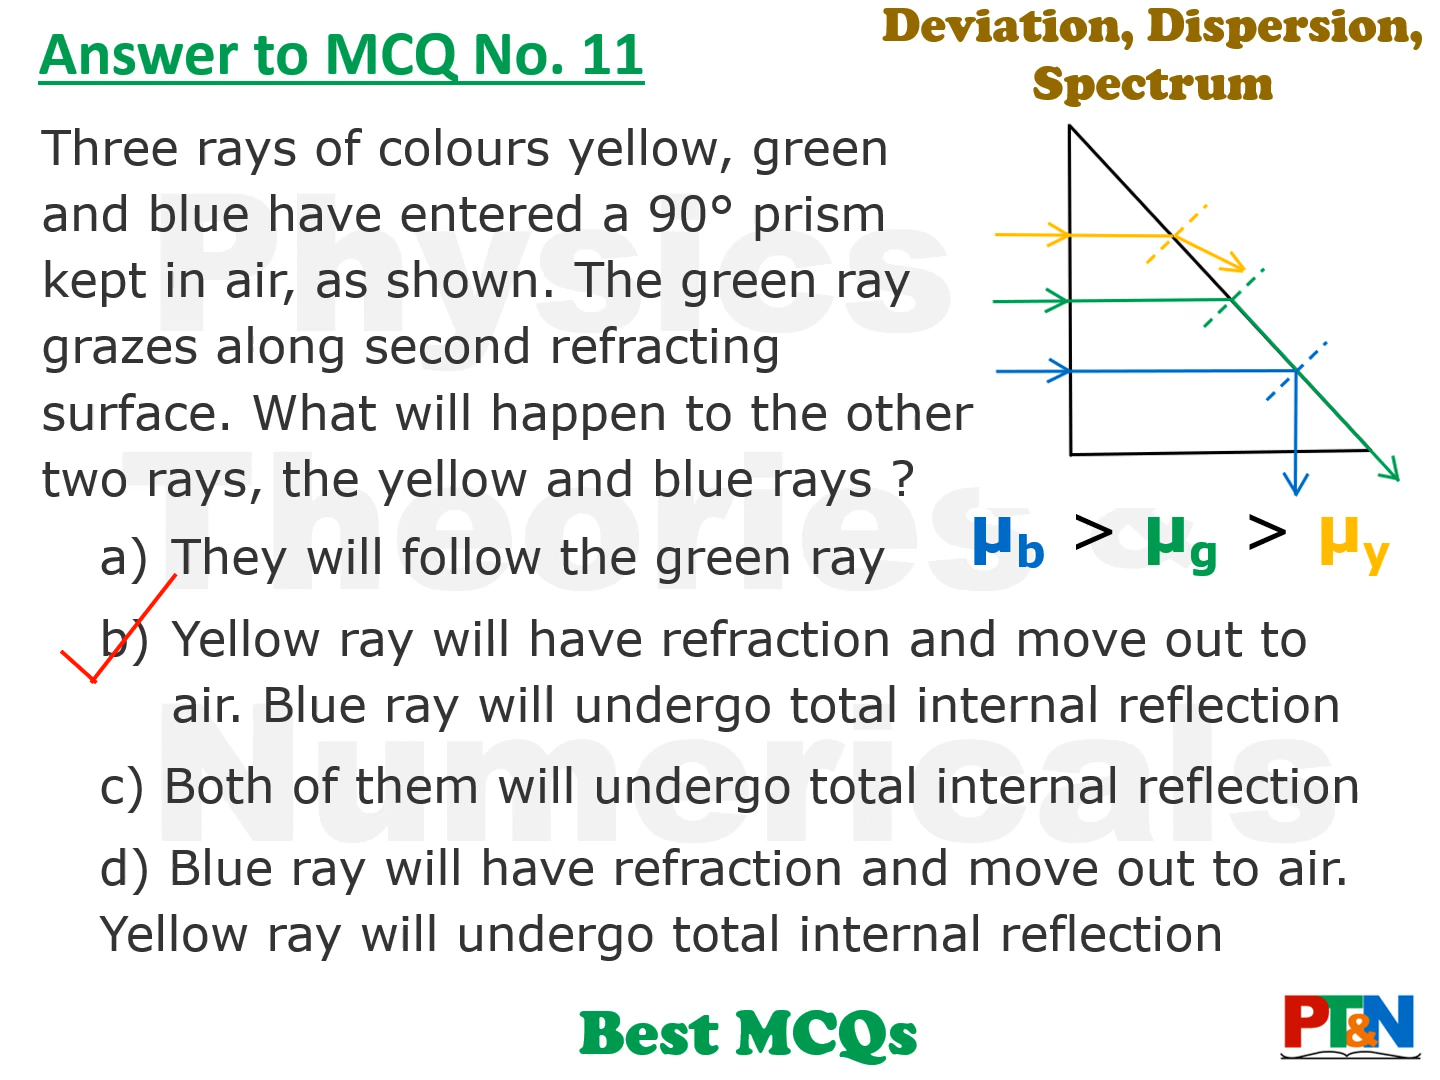 Answer to MCQ No. 11
Deviation, Dispersion,
Spectrum
Three rays of colours yellow, green
and blue have entered a 90° prism
kept in air, as shown. The green ray
grazes along second refracting
surface. What will happen to the other
two rays, the yellow and blue rays ?
μb > μg > μy
a) They will follow the green ray
b) Yellow ray will have refraction and move out to
air. Blue ray will undergo total internal reflection
c) Both of them will undergo total internal reflection
d) Blue ray will have refraction and move out to air.
Yellow ray will undergo total internal reflection
Physics
Theories &
Numericals
Best MCQs
PT&N